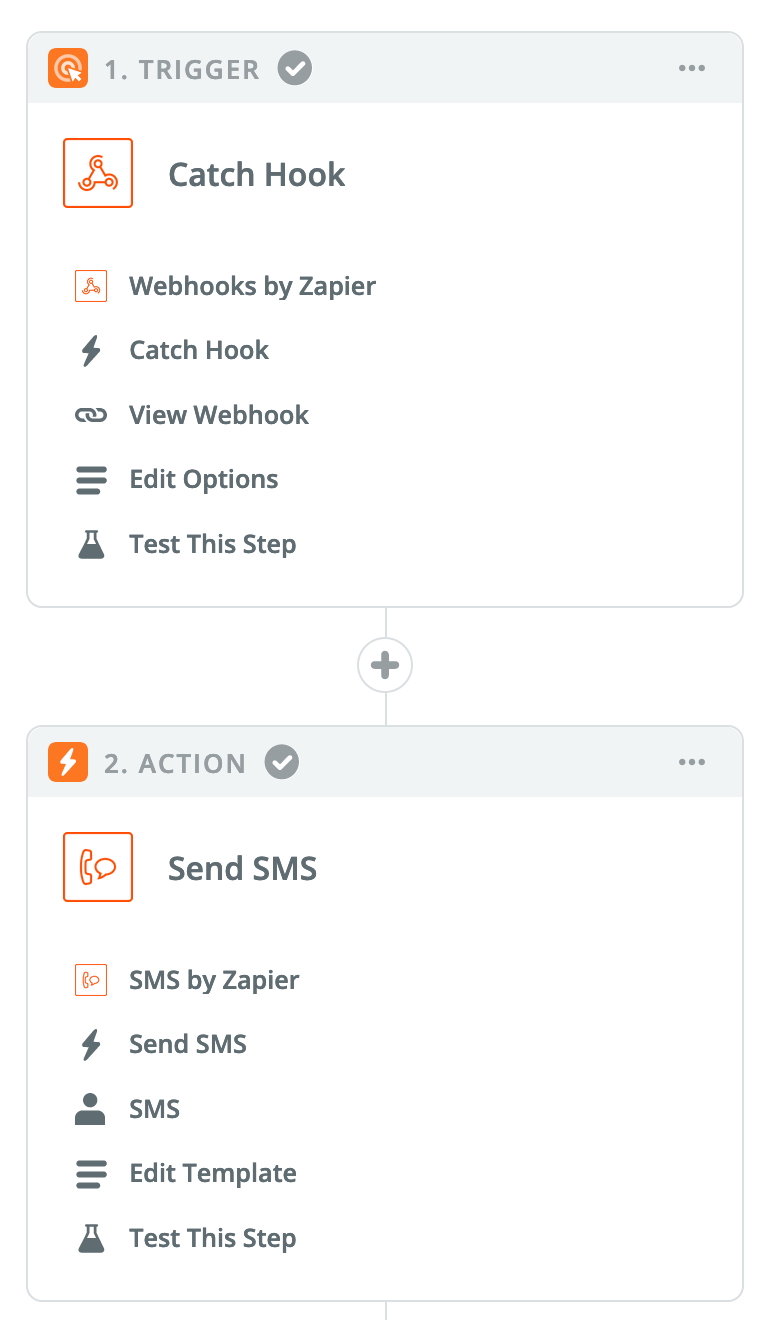 1. TRIGGER
Catch Hook
Webhooks by Zapier
Catch Hook
View Webhook
Edit Options
Test This Step
2. ACTION
Send SMS
SMS by Zapier
Send SMS
SMS
Edit Template
Test This Step